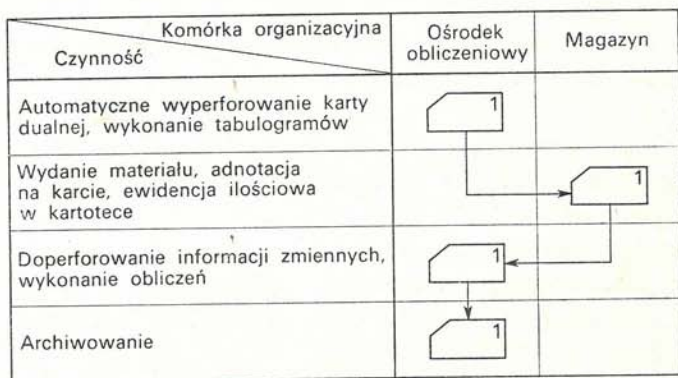 Komórka organizacyjna
Czynność
Ośrodek
obliczeniowy
Magazyn
Automatyczne wyperforowanie karty
dualnej, wykonanie tabulogramów
1
Wydanie materiału, adnotacja
na karcie, ewidencja ilościowa
w kartotece
1
Doperforowanie informacji zmiennych,
wykonanie obliczeń
1
Archiwowanie
1